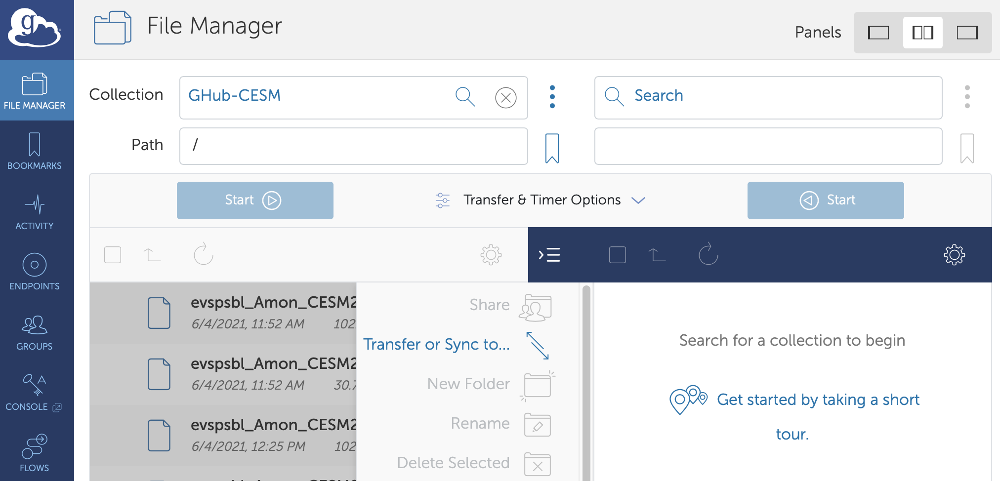 g
File Manager
Panels
FILE MANAGER
BOOKMARKS
ACTIVITY
ENDPOINTS
GROUPS
CONSOLE
FLOWS
Collection
GHub-CESM
Search
Path
/
Start
Transfer & Timer Options
Start
evspsbl_Amon_CESM2
6/4/2021, 11:52 AM 102.
evspsbl_Amon_CESM2
6/4/2021, 11:52 AM 30.7
evspsbl_Amon_CESM2
6/4/2021, 12:25 PM 102
Share
Transfer or Sync to...
New Folder
Rename
Delete Selected
Search for a collection to begin
Get started by taking a short
tour.